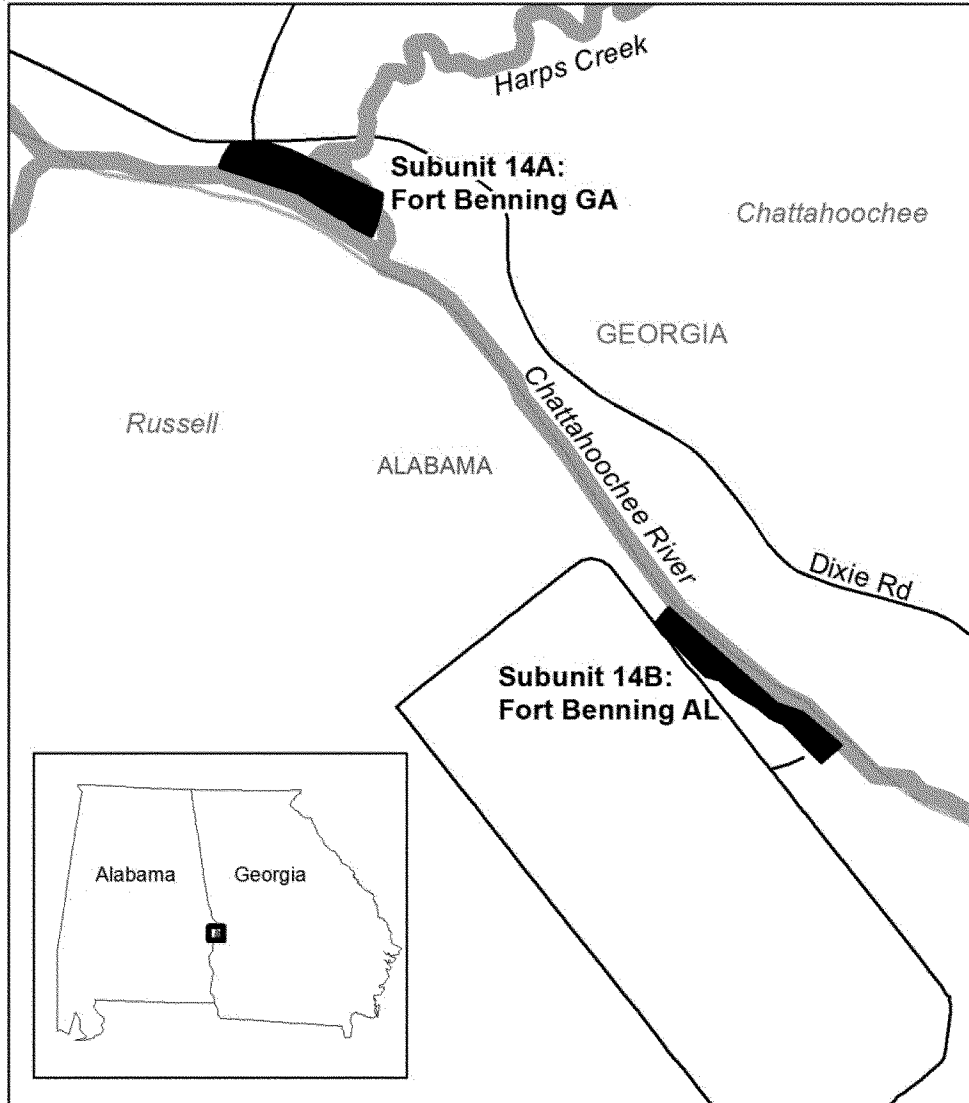 Harps Creek
Subunit 14A:
Fort Benning GA
Chattahoochee
GEORGIA
Russell
ALABAMA
Chattahoochee River
Dixie Rd
Subunit 14B:
Fort Benning AL
Alabama
Georgia